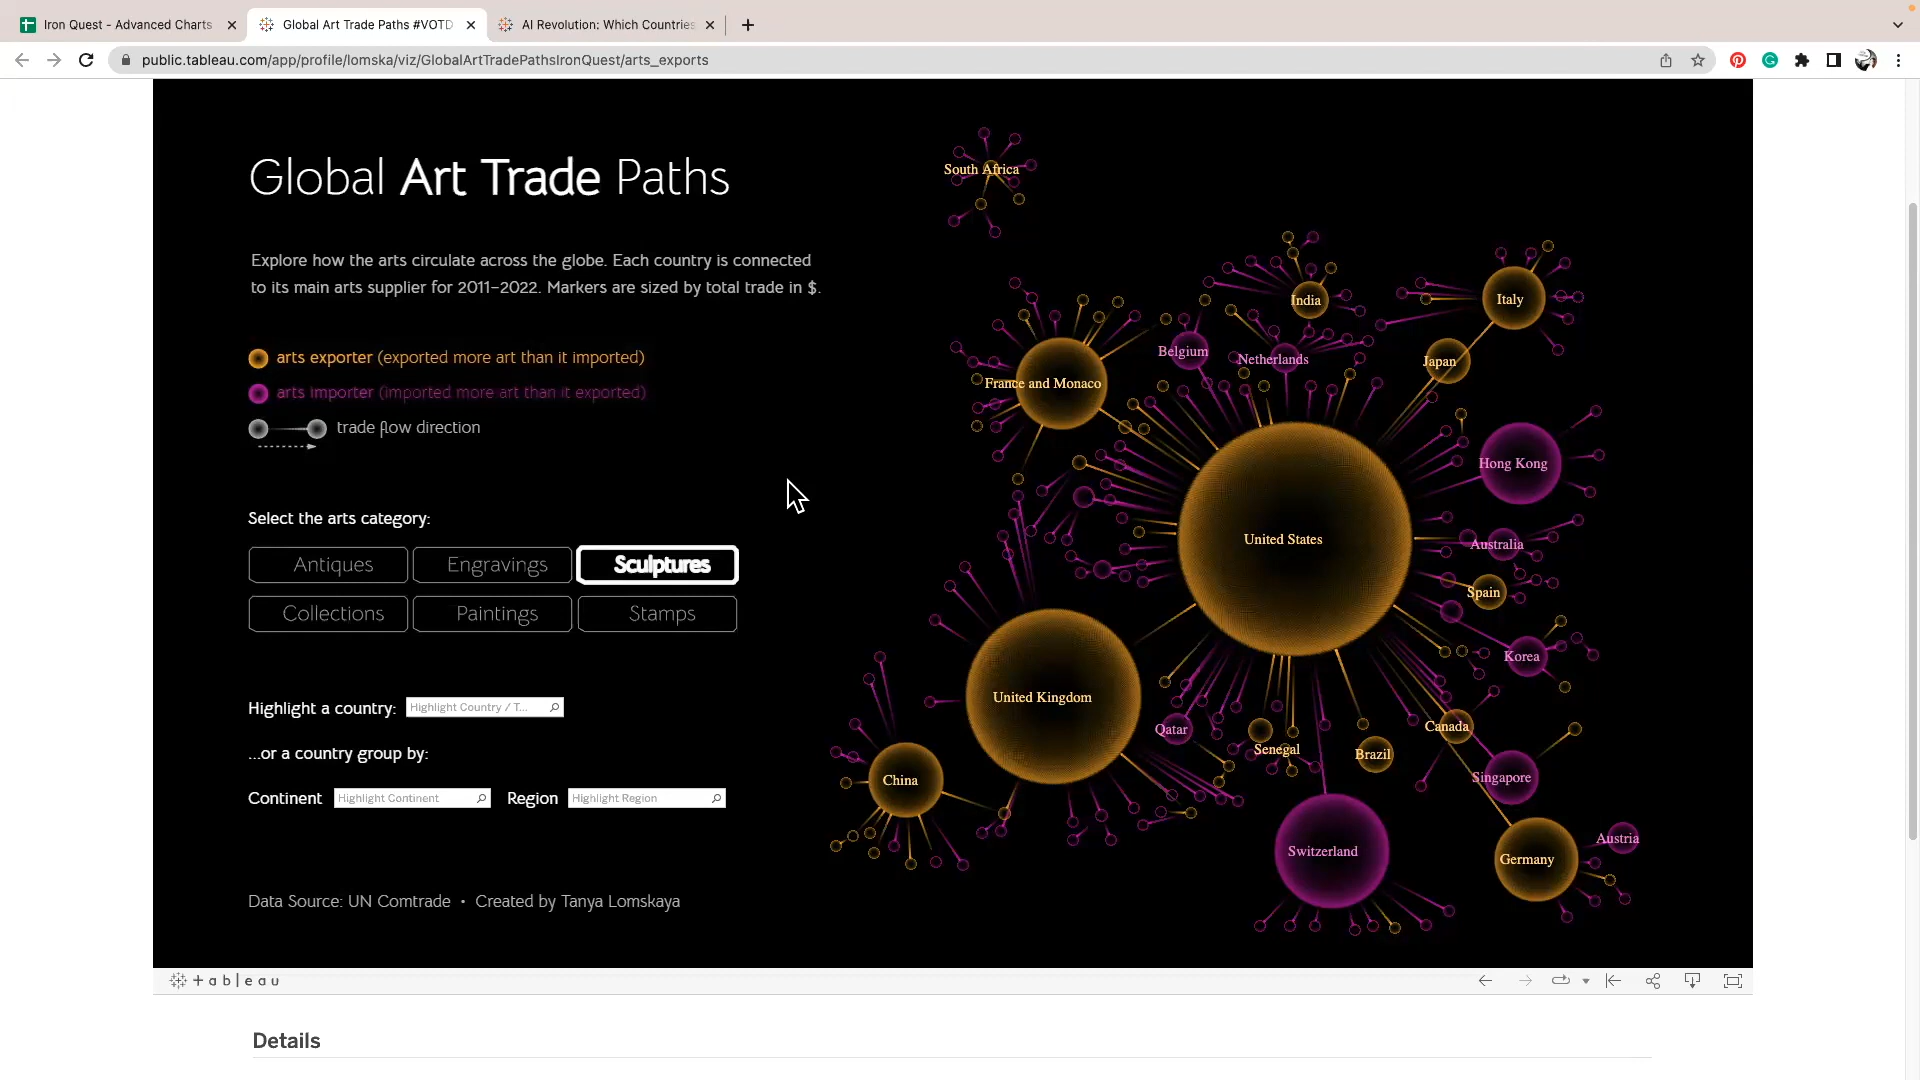 Iron Quest - Advanced Charts
Global Art Trade Paths #VOTD
AI Revolution: Which Countries
public.tableau.com/app/profile/lomska/viz/GlobalArtTradePathsIronQuest/arts_exports
Global Art Trade Paths
Explore how the arts circulate across the globe. Each country is connected
to its main arts supplier for 2011–2022. Markers are sized by total trade in $.
arts exporter (exported more art than it imported)
arts importer (imported more art than it exported)
trade flow direction
Select the arts category:
Antiques
Engravings
Sculptures
Collections
Paintings
Stamps
Highlight a country:
Highlight Country / T...
...or a country group by:
Continent
Highlight Continent
Region
Highlight Region
Data Source: UN Comtrade • Created by Tanya Lomskaya
South Africa
India
Italy
Belgium
Netherlands
Japan
France and Monaco
Hong Kong
United States
Australia
Spain
Korea
United Kingdom
Qatar
Senegal
Brazil
Canada
China
Singapore
Switzerland
Germany
Austria
+ a b | e a u
Details